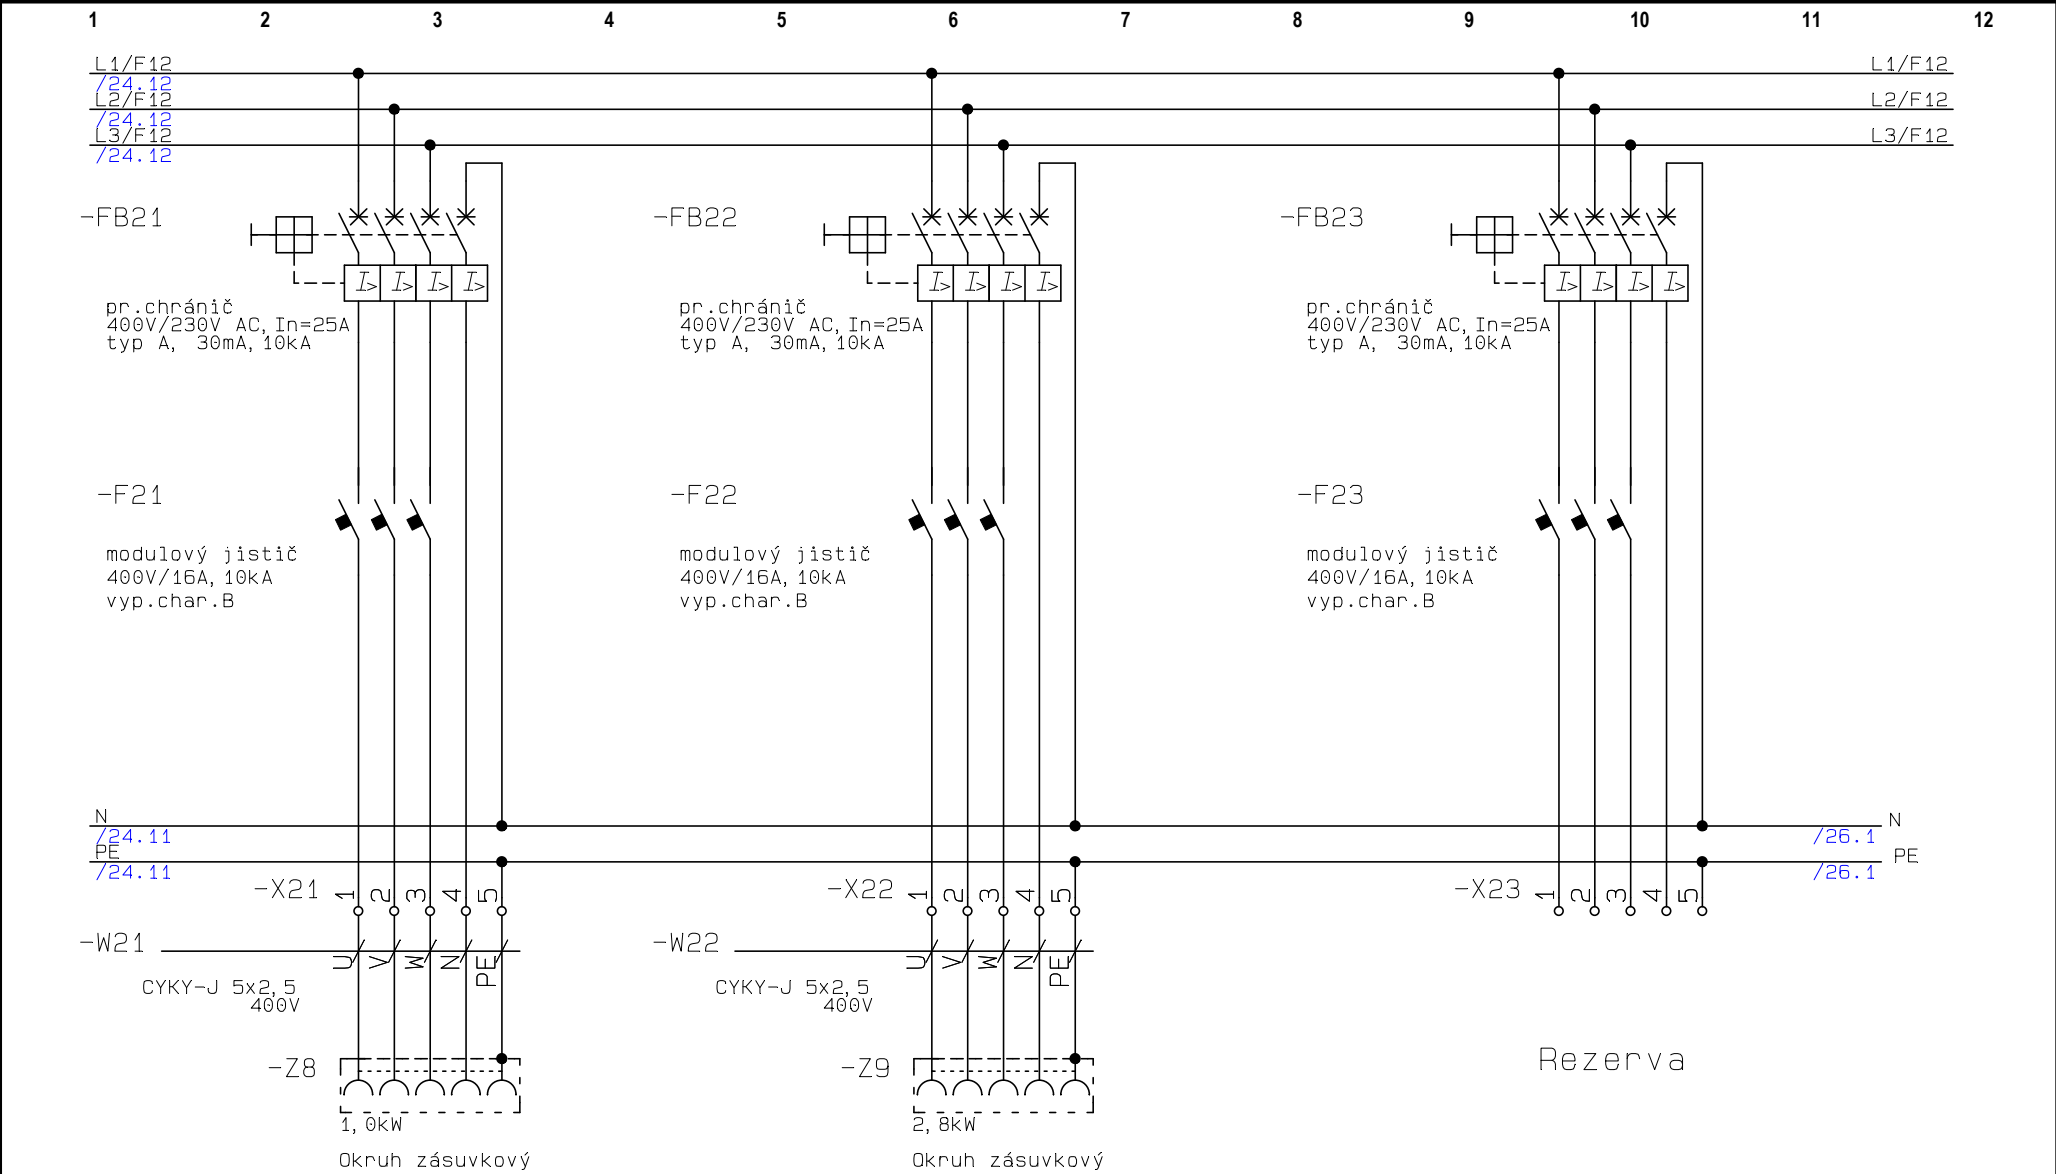 1 2 3 4 5 6 7 8 9 10 11 12
L1/F12 L1/F12
/24.12
L2/F12 L2/F12
/24.12
L3/F12 L3/F12
/24.12
-FB21 -FB22 -FB23
I> I> I> I> I> I> I> I> I> I> I> I>
pr.chránič pr.chránič pr.chránič
400V/230V AC, In=25A 400V/230V AC, In=25A 400V/230V AC, In=25A
typ A, 30mA, 10kA typ A, 30mA, 10kA typ A, 30mA, 10kA
-F21 -F22 -F23
modulový jistič modulový jistič modulový jistič
400V/16A, 10kA 400V/16A, 10kA 400V/16A, 10kA
vyp.char.B vyp.char.B vyp.char.B
N N
/24.11 /26.1
PE PE
/24.11 /26.1
-X21 1 2 3 4 5 -X22 1 2 3 4 5 -X23 1 2 3 4 5
-W21 -W22
U V W N PE U V W N PE
CYKY-J 5x2,5 CYKY-J 5x2,5
400V 400V
-Z8 -Z9 Rezerva
1,0kW 2,8kW
Okruh zásuvkový Okruh zásuvkový